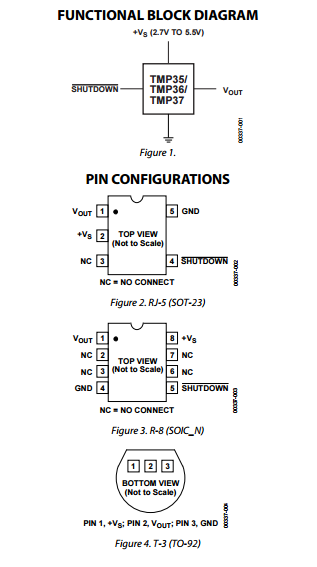 FUNCTIONAL BLOCK DIAGRAM
+VS (2.7V TO 5.5V)
TMP35/
SHUTDOWN TMP36/ VOUT
TMP37
00337-001
Figure 1.
PIN CONFIGURATIONS
VOUT 1 5 GND
+VS 2 TOP VIEW
(Not to Scale)
NC 3 4 SHUTDOWN
00337-002
NC = NO CONNECT
Figure 2. RJ-5 (SOT-23)
VOUT 1 8 +VS
NC 2 TOP VIEW 7 NC
NC 3 (Not to Scale) 6 NC
GND 4 5 SHUTDOWN
00337-003
NC = NO CONNECT
Figure 3. R-8 (SOIC_N)
1 2 3
BOTTOM VIEW
(Not to Scale)
00337-004
PIN 1, +VS; PIN 2, VOUT; PIN 3, GND
Figure 4. T-3 (TO-92)